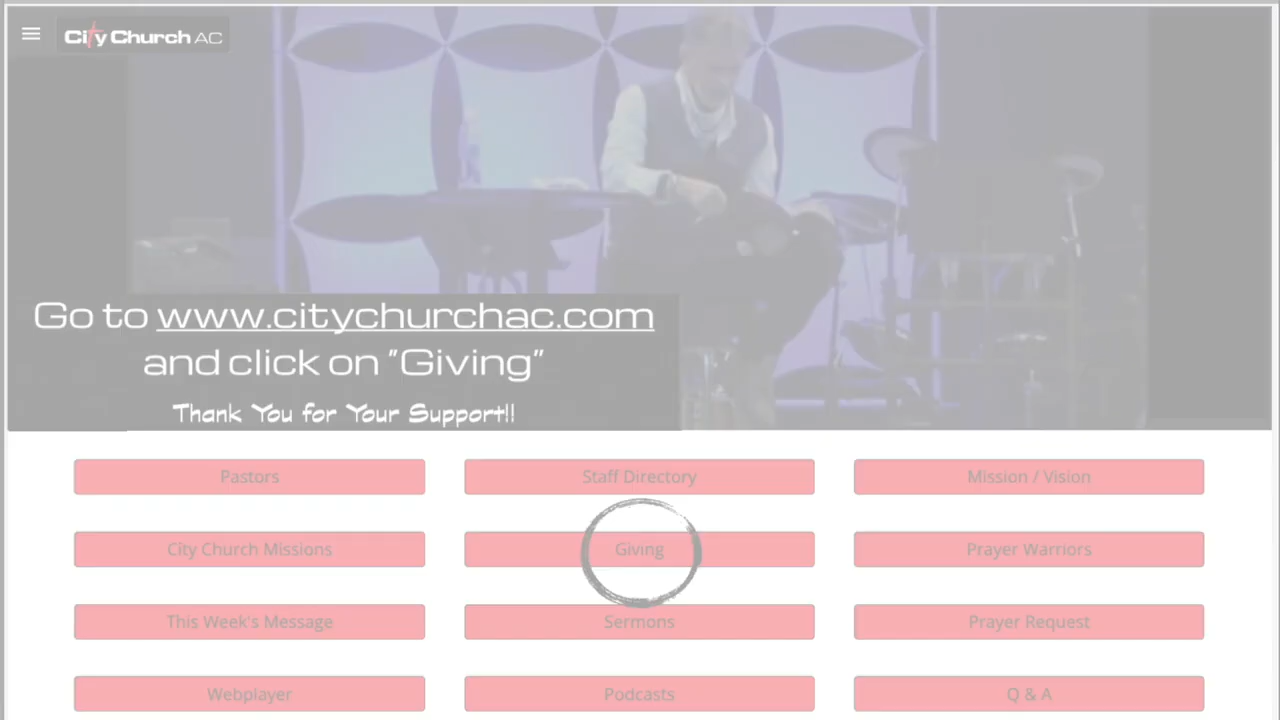 City Church AC
Go to www.citychurchac.com
and click on "Giving"
Thank You for Your Support!!
Pastors
Staff Directory
Mission / Vision
City Church Missions
Giving
Prayer Warriors
This Week's Message
Sermons
Prayer Request
Webplayer
Podcasts
Q & A